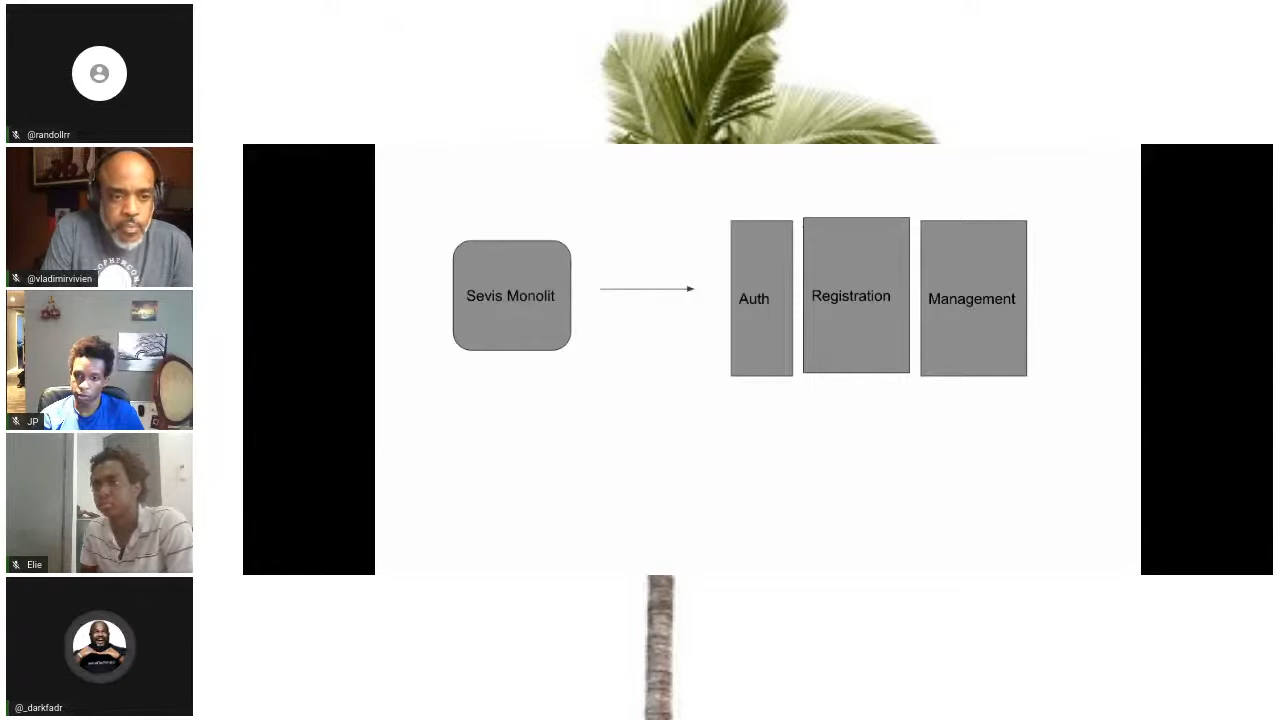 @randollrr
@vladimirvivien
JP
Elie
@_darkfadr
Sevis Monolit
Auth
Registration
Management